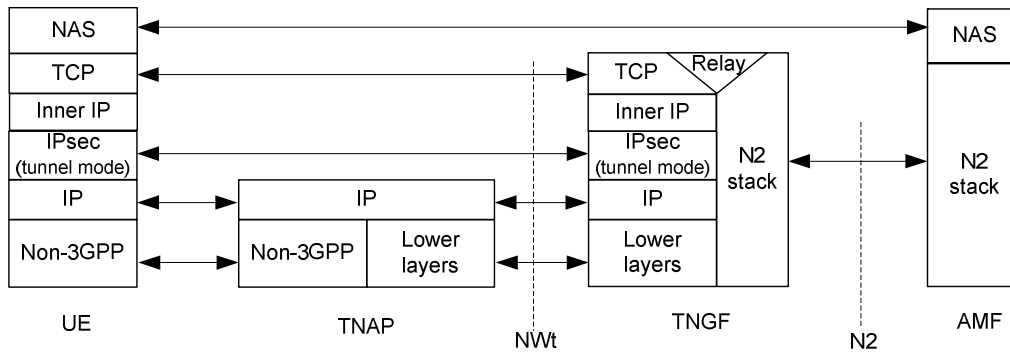 NAS
TCP
Inner IP
IPsec
(tunnel mode)
IP
Non-3GPP
UE
IP
Non-3GPP
Lower
layers
TNAP
NWt
TCP
Relay
Inner IP
IPsec
(tunnel mode)
IP
Lower
layers
N2
stack
TNGF
N2
NAS
N2
stack
AMF